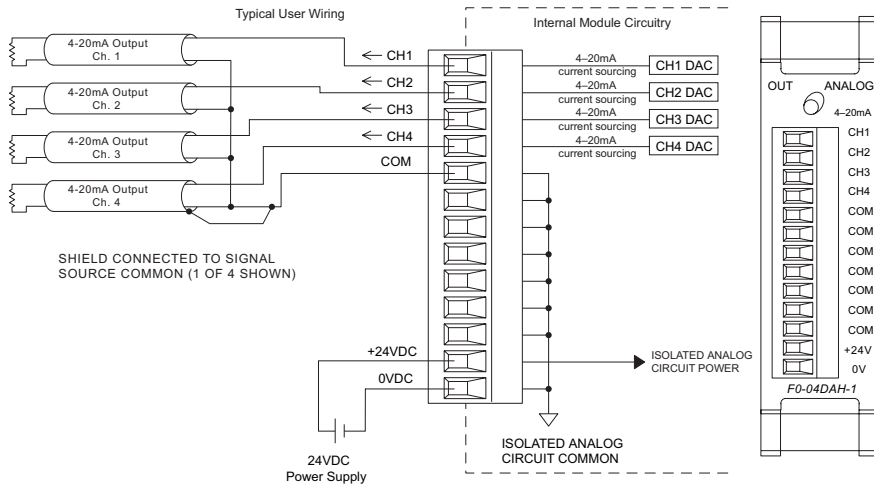 Typical User Wiring
Internal Module Circuitry
4-20mA Output
Ch. 1
4-20mA Output
Ch. 2
4-20mA Output
Ch. 3
4-20mA Output
Ch. 4
SHIELD CONNECTED TO SIGNAL
SOURCE COMMON (1 OF 4 SHOWN)
CH1
CH2
CH3
CH4
COM
+24VDC
0VDC
24VDC
Power Supply
4–20mA
current sourcing
CH1 DAC
4–20mA
current sourcing
CH2 DAC
4–20mA
current sourcing
CH3 DAC
4–20mA
current sourcing
CH4 DAC
ISOLATED ANALOG
CIRCUIT POWER
ISOLATED ANALOG
CIRCUIT COMMON
OUT ANALOG
4–20mA
CH1
CH2
CH3
CH4
COM
COM
COM
COM
COM
COM
+24V
0V
F0-04DAH-1